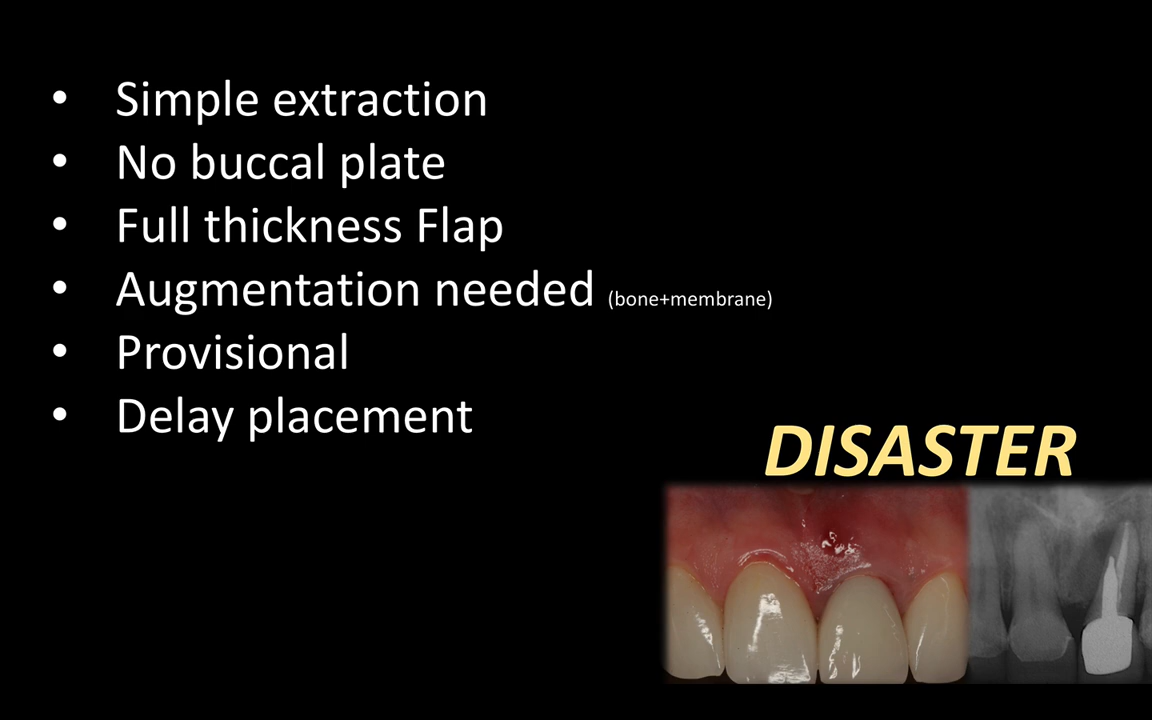 • Simple extraction
• No buccal plate
• Full thickness Flap
• Augmentation needed (bone+membrane)
• Provisional
• Delay placement
DISASTER